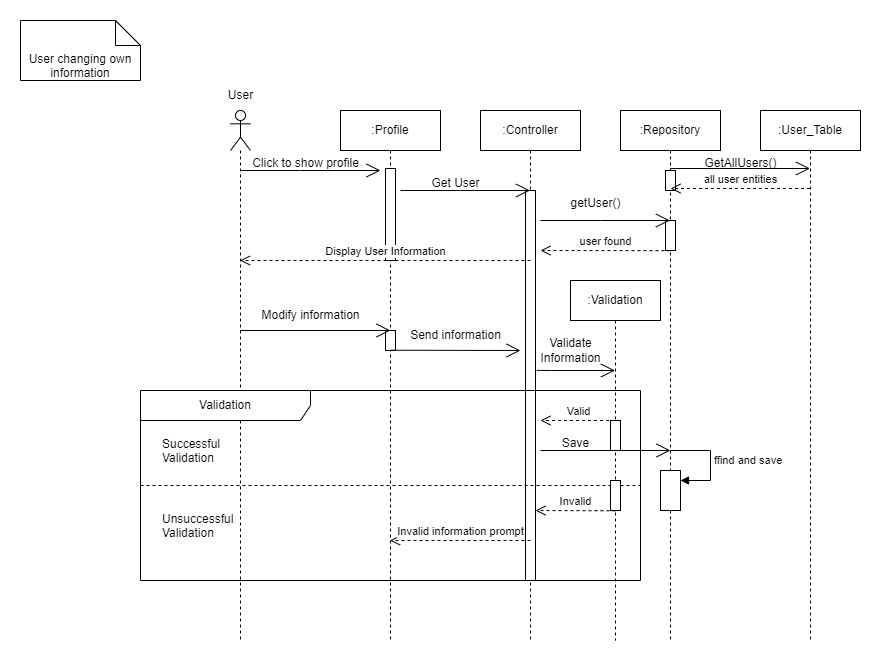 User changing own
information
User
:Profile
:Controller
:Repository
:User_Table
Click to show profile
GetAllUsers()
all user entities
Get User
getUser()
user found
Display User Information
:Validation
Modify information
Send information
Validate
Information
Validation
Valid
Successful
Validation
Save
ffind and save
Invalid
Unsuccessful
Validation
Invalid information prompt